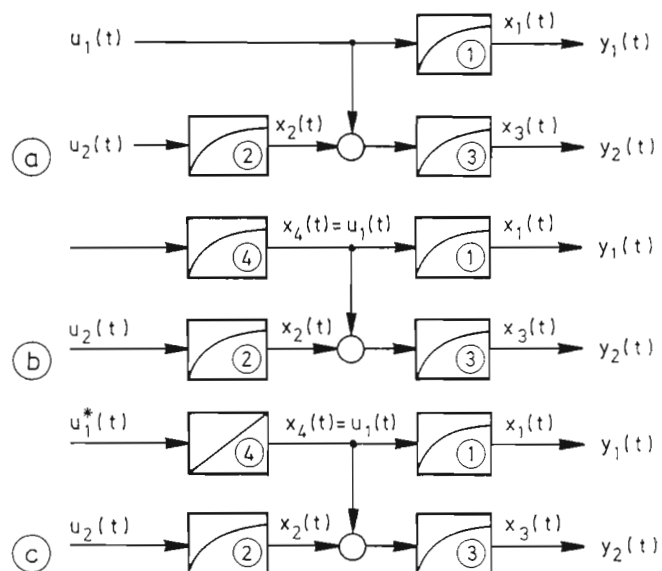 u₁(t) x₁(t) y₁(t)
1
a u₂(t) x₂(t) x₃(t) y₂(t)
2 3
x₄(t)=u₁(t) x₁(t) y₁(t)
4 1
b u₂(t) x₂(t) x₃(t) y₂(t)
2 3
u₁*(t) x₄(t)=u₁(t) x₁(t) y₁(t)
4 1
c u₂(t) x₂(t) x₃(t) y₂(t)
2 3